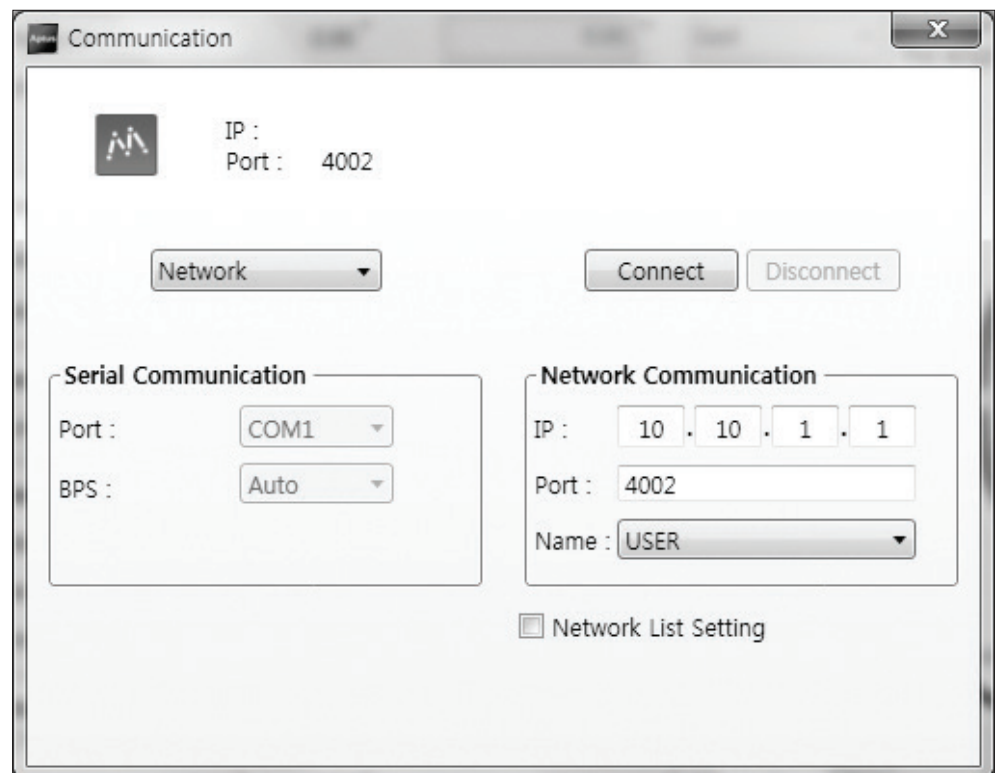 Communication
IP :
Port : 4002
Network
Connect Disconnect
Serial Communication
Port : COM1
BPS : Auto
Network Communication
IP : 10 . 10 . 1 . 1
Port : 4002
Name : USER
Network List Setting